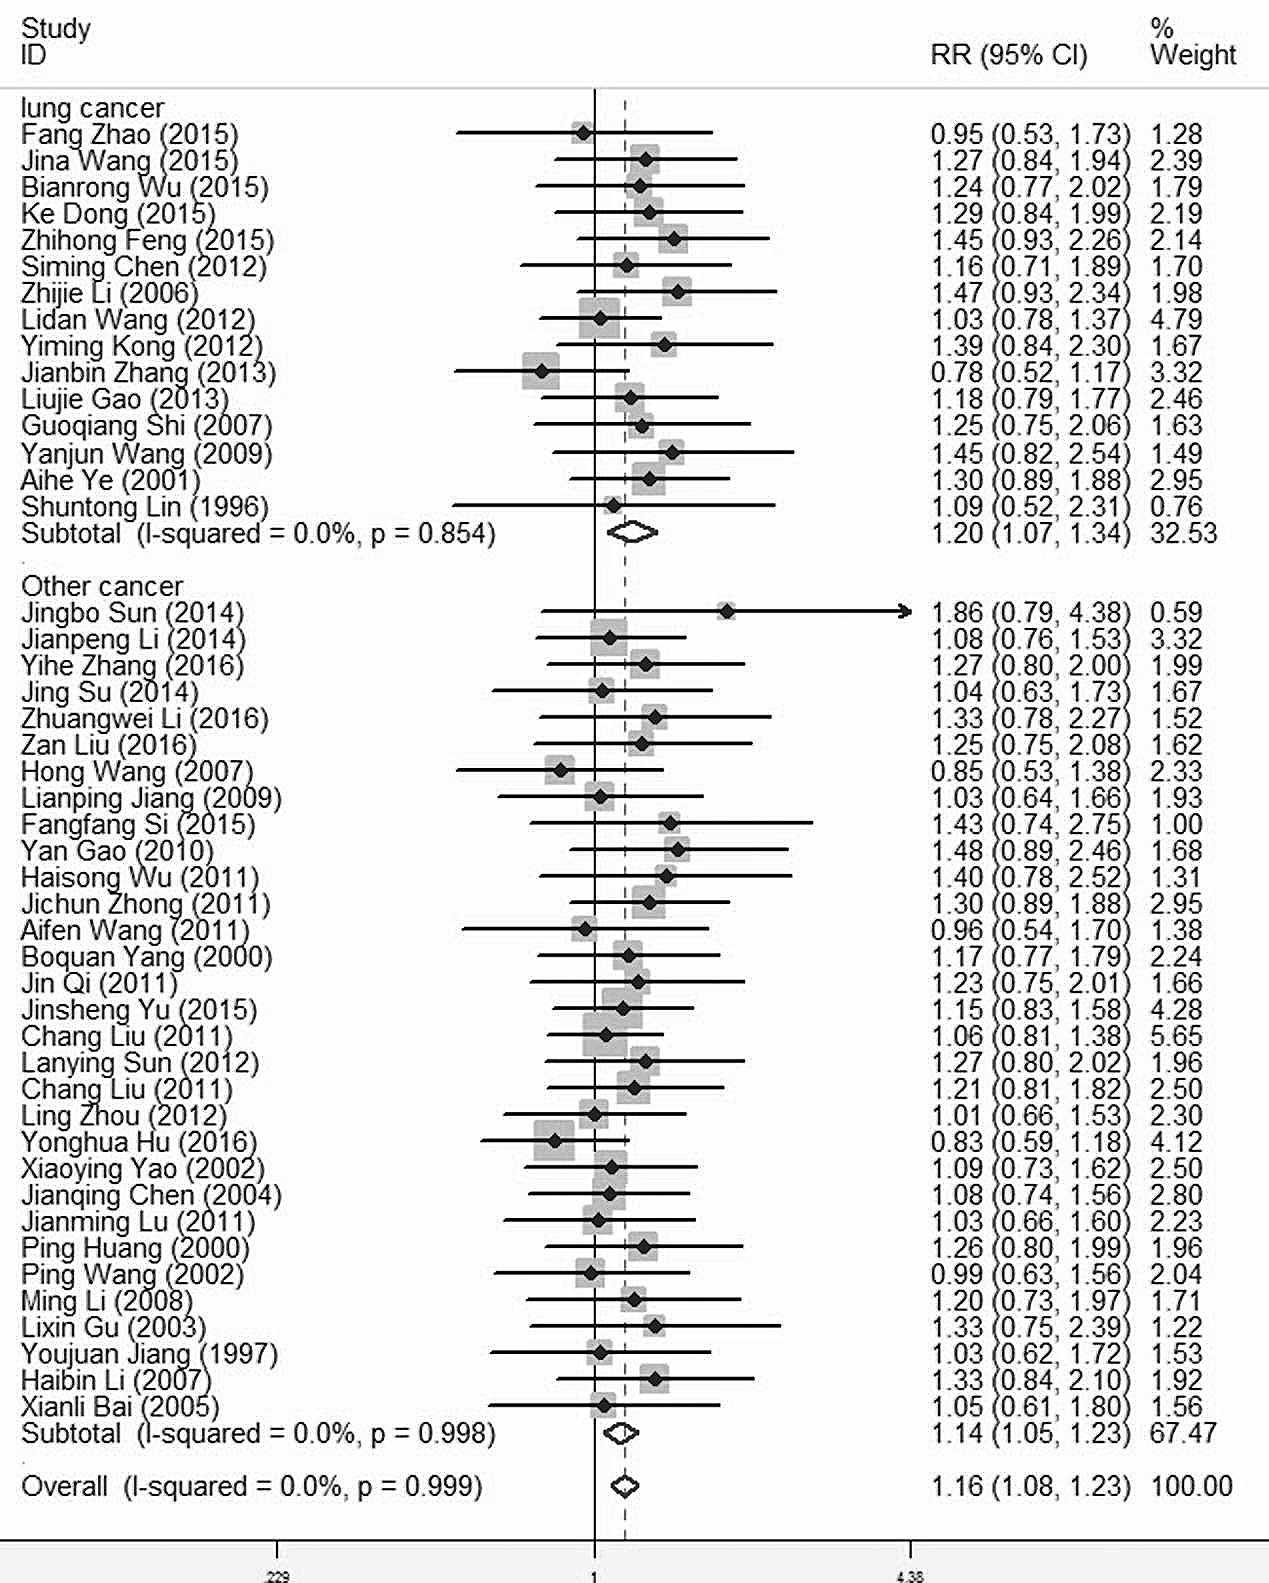 Study % 
ID RR (95% CI) Weight
lung cancer
Fang Zhao (2015) 0.95 (0.53, 1.73) 1.28
Jina Wang (2015) 1.27 (0.84, 1.94) 2.39
Bianrong Wu (2015) 1.24 (0.77, 2.02) 1.79
Ke Dong (2015) 1.29 (0.84, 1.99) 2.19
Zhihong Feng (2015) 1.45 (0.93, 2.26) 2.14
Siming Chen (2012) 1.16 (0.71, 1.89) 1.70
Zhijie Li (2006) 1.47 (0.93, 2.34) 1.98
Lidan Wang (2012) 1.03 (0.78, 1.37) 4.79
Yiming Kong (2012) 1.39 (0.84, 2.30) 1.67
Jianbin Zhang (2013) 0.78 (0.52, 1.17) 3.32
Liujie Gao (2013) 1.18 (0.79, 1.77) 2.46
Guoqiang Shi (2007) 1.25 (0.75, 2.06) 1.63
Yanjun Wang (2009) 1.45 (0.82, 2.54) 1.49
Aihe Ye (2001) 1.30 (0.89, 1.88) 2.95
Shuntong Lin (1996) 1.09 (0.52, 2.31) 0.76
Subtotal (I-squared = 0.0%, p = 0.854) 1.20 (1.07, 1.34) 32.53
.
Other cancer
Jingbo Sun (2014) 1.86 (0.79, 4.38) 0.59
Jianpeng Li (2014) 1.08 (0.76, 1.53) 3.32
Yihe Zhang (2016) 1.27 (0.80, 2.00) 1.99
Jing Su (2014) 1.04 (0.63, 1.73) 1.67
Zhuangwei Li (2016) 1.33 (0.78, 2.27) 1.52
Zan Liu (2016) 1.25 (0.75, 2.08) 1.62
Hong Wang (2007) 0.85 (0.53, 1.38) 2.33
Lianping Jiang (2009) 1.03 (0.64, 1.66) 1.93
Fangfang Si (2015) 1.43 (0.74, 2.75) 1.00
Yan Gao (2010) 1.48 (0.89, 2.46) 1.68
Haisong Wu (2011) 1.40 (0.78, 2.52) 1.31
Jichun Zhong (2011) 1.30 (0.89, 1.88) 2.95
Aifen Wang (2011) 0.96 (0.54, 1.70) 1.38
Boquan Yang (2000) 1.17 (0.77, 1.79) 2.24
Jin Qi (2011) 1.23 (0.75, 2.01) 1.66
Jinsheng Yu (2015) 1.15 (0.83, 1.58) 4.28
Chang Liu (2011) 1.06 (0.81, 1.38) 5.65
Lanying Sun (2012) 1.27 (0.80, 2.02) 1.96
Chang Liu (2011) 1.21 (0.81, 1.82) 2.50
Ling Zhou (2012) 1.01 (0.66, 1.53) 2.30
Yonghua Hu (2016) 0.83 (0.59, 1.18) 4.12
Xiaoying Yao (2002) 1.09 (0.73, 1.62) 2.50
Jianqing Chen (2004) 1.08 (0.74, 1.56) 2.80
Jianming Lu (2011) 1.03 (0.66, 1.60) 2.23
Ping Huang (2000) 1.26 (0.80, 1.99) 1.96
Ping Wang (2002) 0.99 (0.63, 1.56) 2.04
Ming Li (2008) 1.20 (0.73, 1.97) 1.71
Lixin Gu (2003) 1.33 (0.75, 2.39) 1.22
Youjuan Jiang (1997) 1.03 (0.62, 1.72) 1.53
Haibin Li (2007) 1.33 (0.84, 2.10) 1.92
Xianli Bai (2005) 1.05 (0.61, 1.80) 1.56
Subtotal (I-squared = 0.0%, p = 0.998) 1.14 (1.05, 1.23) 67.47
.
Overall (I-squared = 0.0%, p = 0.999) 1.16 (1.08, 1.23) 100.00
.229 1 4.38